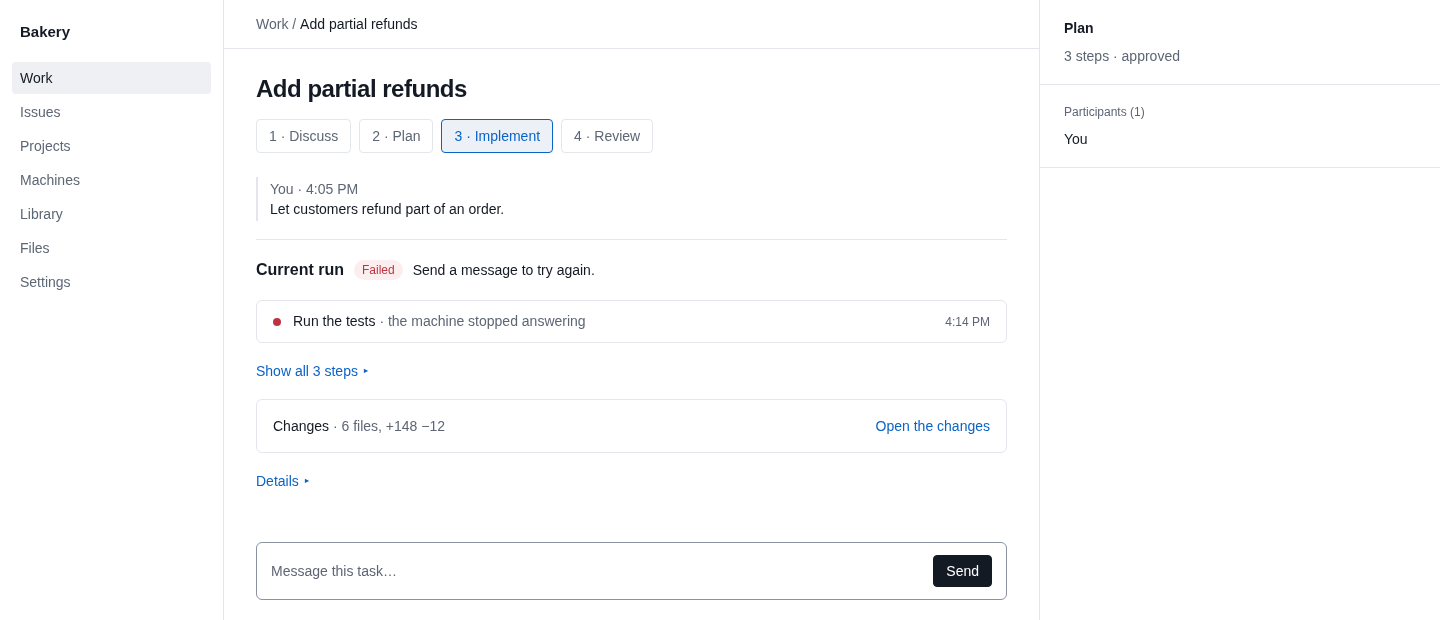 Bakery
Work
Issues
Projects
Machines
Library
Files
Settings
Work / Add partial refunds
Add partial refunds
1 · Discuss
2 · Plan
3 · Implement
4 · Review
You · 4:05 PM
Let customers refund part of an order.
Current run Failed Send a message to try again.
Run the tests · the machine stopped answering 4:14 PM
Show all 3 steps ▸
Changes · 6 files, +148 −12 Open the changes
Details ▸
Message this task… Send
Plan
3 steps · approved
Participants (1)
You